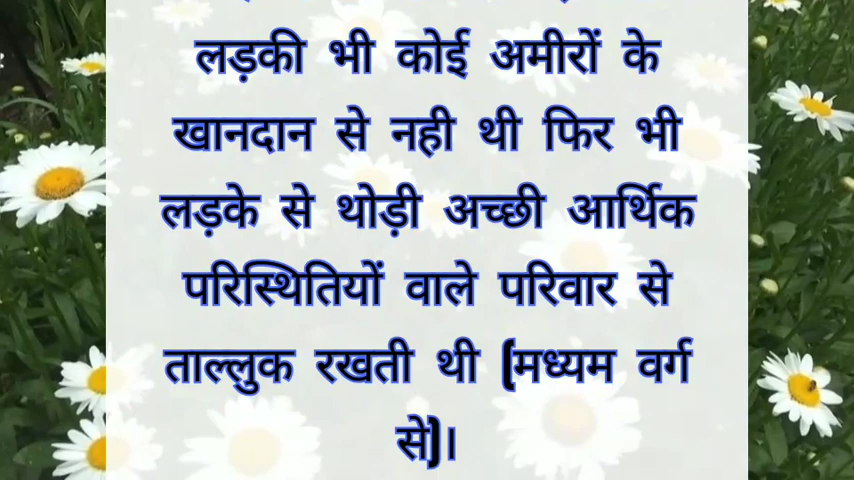 लड़की भी कोई अमीरों के
खानदान से नही थी फिर भी
लड़के से थोड़ी अच्छी आर्थिक
परिस्थितियों वाले परिवार से
ताल्लुक रखती थी (मध्यम वर्ग
से)।